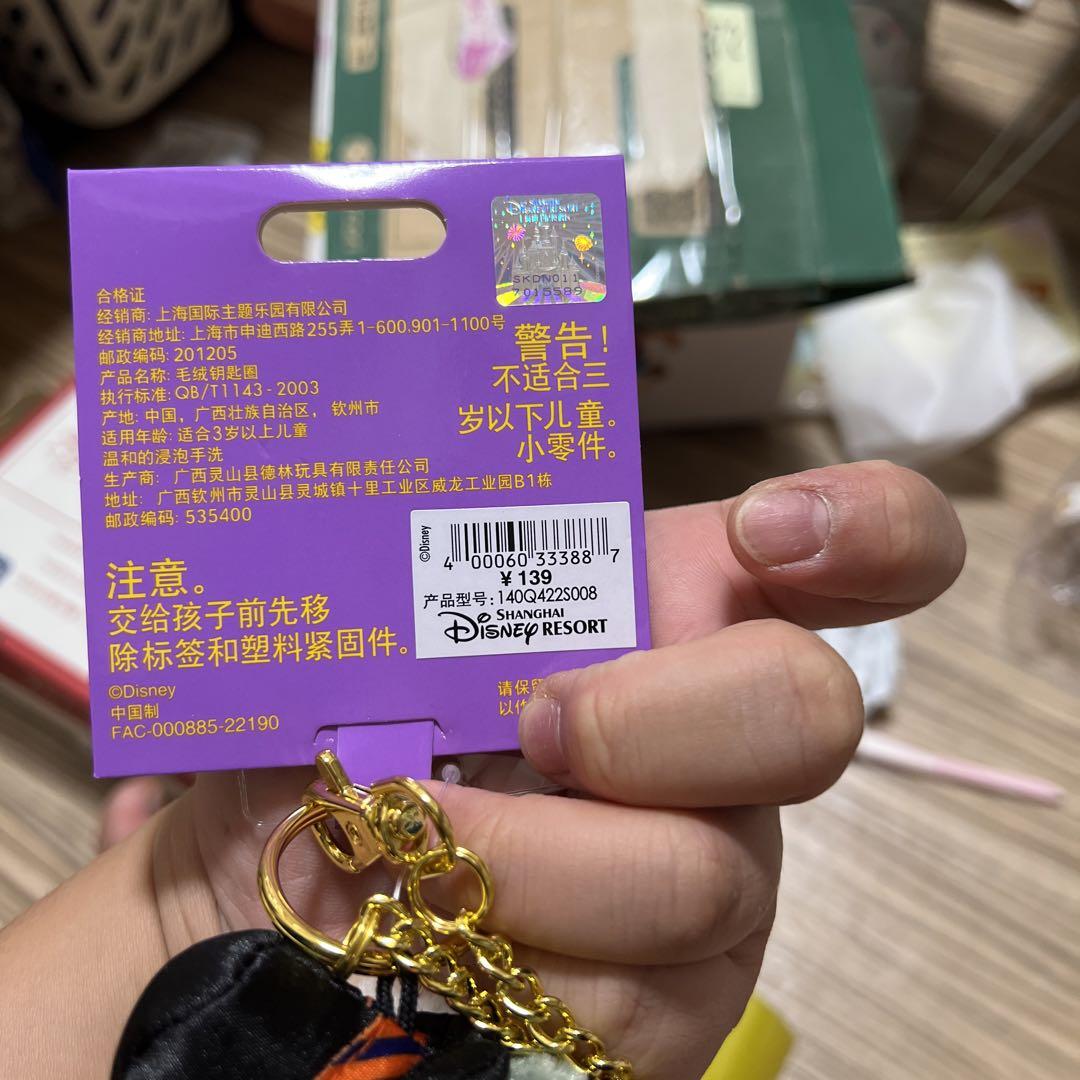 合格证
经销商: 上海国际主题乐园有限公司
经销商地址: 上海市申迪西路255弄1-600,901-1100号
邮政编码: 201205
产品名称: 毛绒钥匙圈
执行标准: QB/T1143-2003
产地: 中国, 广西壮族自治区, 钦州市
适用年龄: 适合3岁以上儿童
温和的浸泡手洗
生产商: 广西灵山县德林玩具有限责任公司
地址: 广西钦州市灵山县灵城镇十里工业区威龙工业园B1栋
邮政编码: 535400
SKDN011
7015589
警告!
不适合三
岁以下儿童。
小零件。
注意。
交给孩子前先移
除标签和塑料紧固件。
©Disney
4 00060 33388 7
¥139
产品型号: 140Q422S008
SHANGHAI
Disney RESORT
©Disney
中国制
FAC-000885-22190
请保留
以作